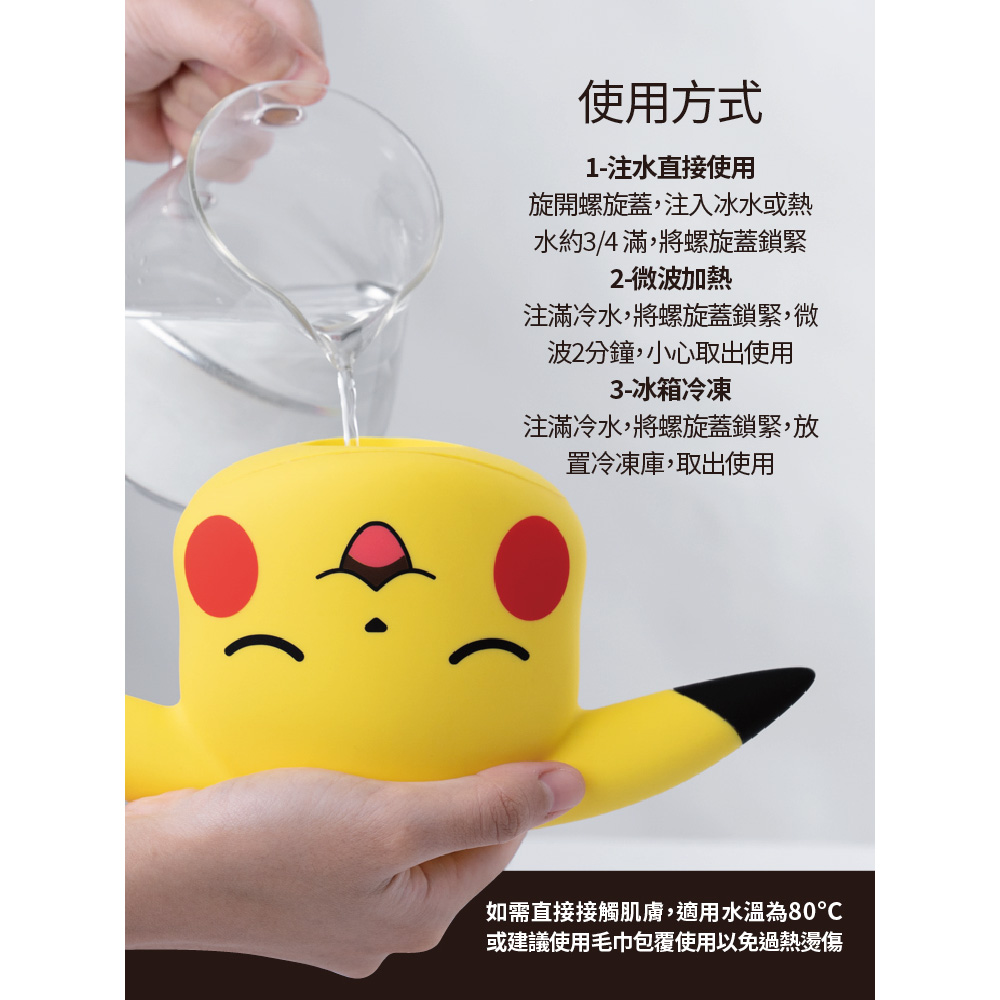 使用方式
1-注水直接使用
旋開螺旋蓋，注入冰水或熱
水約3/4 滿，將螺旋蓋鎖緊
2-微波加熱
注滿冷水，將螺旋蓋鎖緊，微
波2分鐘，小心取出使用
3-冰箱冷凍
注滿冷水，將螺旋蓋鎖緊，放
置冷凍庫，取出使用
如需直接接觸肌膚，適用水溫為80°C
或建議使用毛巾包覆使用以免過熱燙傷